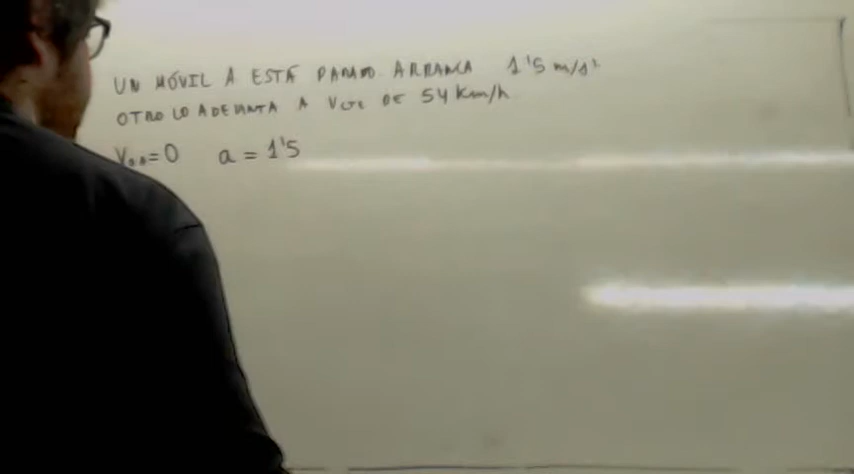 UN MÓVIL A ESTÁ PARADO. ARRANCA 1'5 m/s²
OTRO LO ADELANTA A Vcte DE 54 Km/h
V₀A=0 a = 1'5